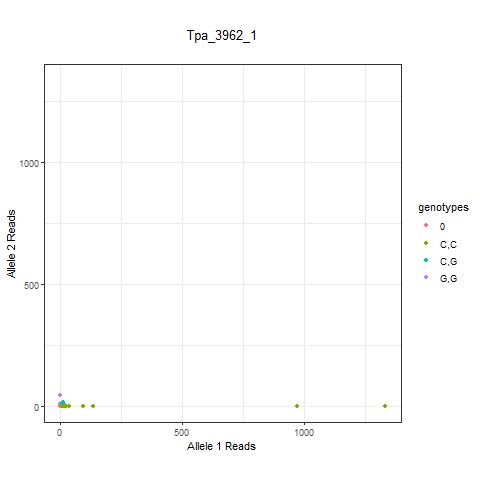 Tpa_3962_1
1000
500
0
Allele 2 Reads
0
500
1000
Allele 1 Reads
genotypes
0
C,C
C,G
G,G